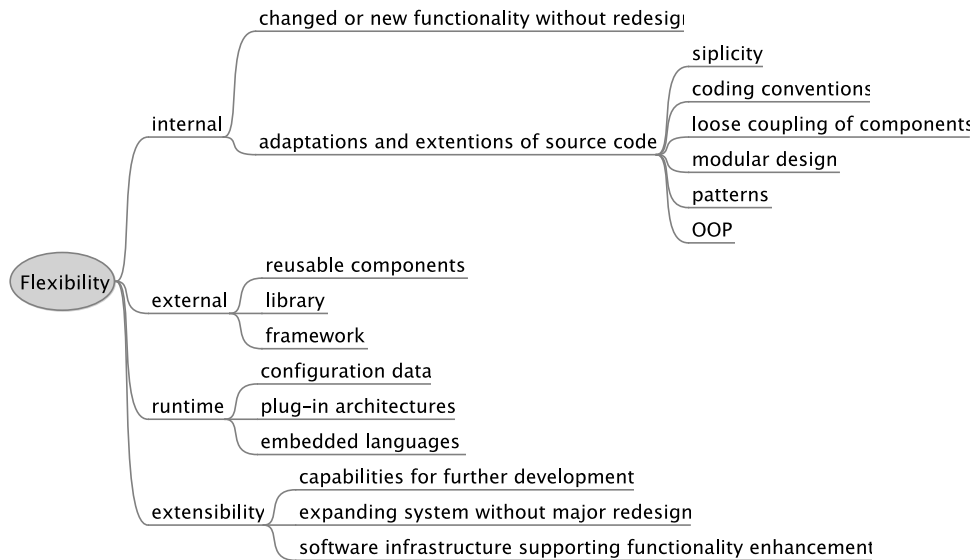 changed or new functionality without redesign
siplicity
coding conventions
internal
loose coupling of components
adaptations and extentions of source code
modular design
patterns
OOP
Flexibility
reusable components
external
library
framework
configuration data
runtime
plug-in architectures
embedded languages
capabilities for further development
extensibility
expanding system without major redesign
software infrastructure supporting functionality enhancement